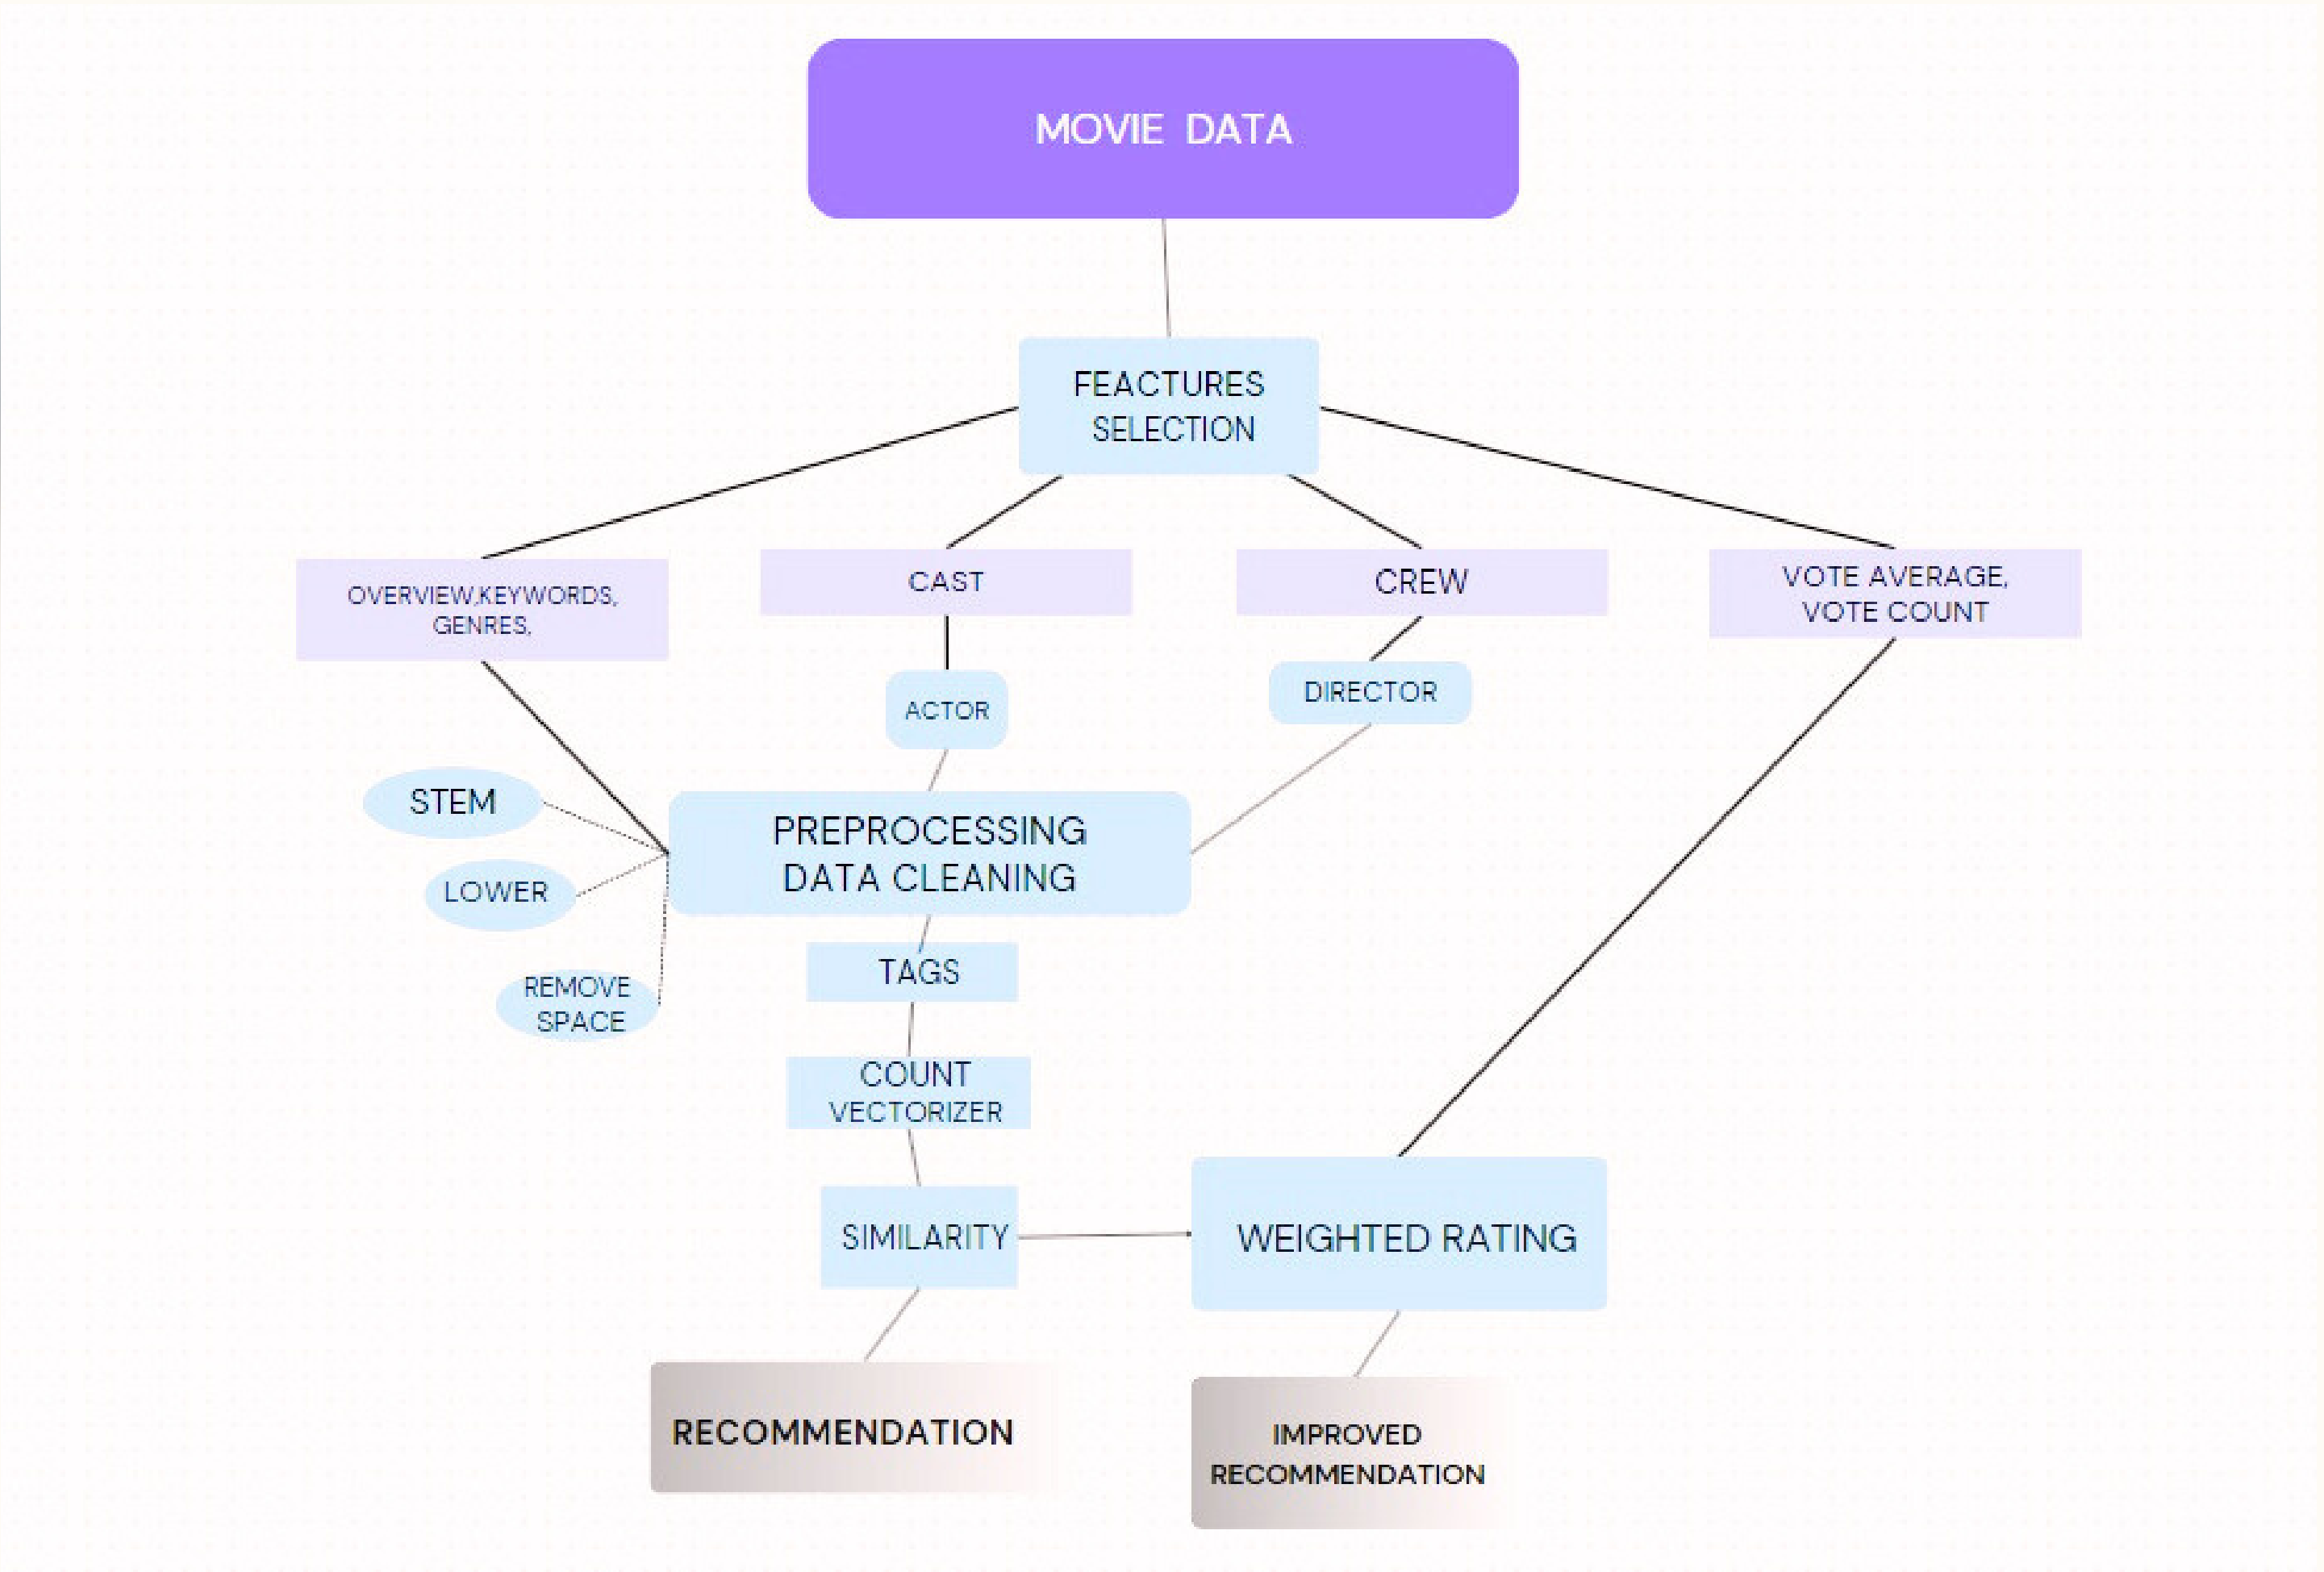 MOVIE DATA
FEACTURES
SELECTION
OVERVIEW,KEYWORDS,
GENRES,
CAST
CREW
VOTE AVERAGE,
VOTE COUNT
ACTOR
DIRECTOR
STEM
LOWER
REMOVE
SPACE
PREPROCESSING
DATA CLEANING
TAGS
COUNT
VECTORIZER
SIMILARITY
WEIGHTED RATING
RECOMMENDATION
IMPROVED
RECOMMENDATION